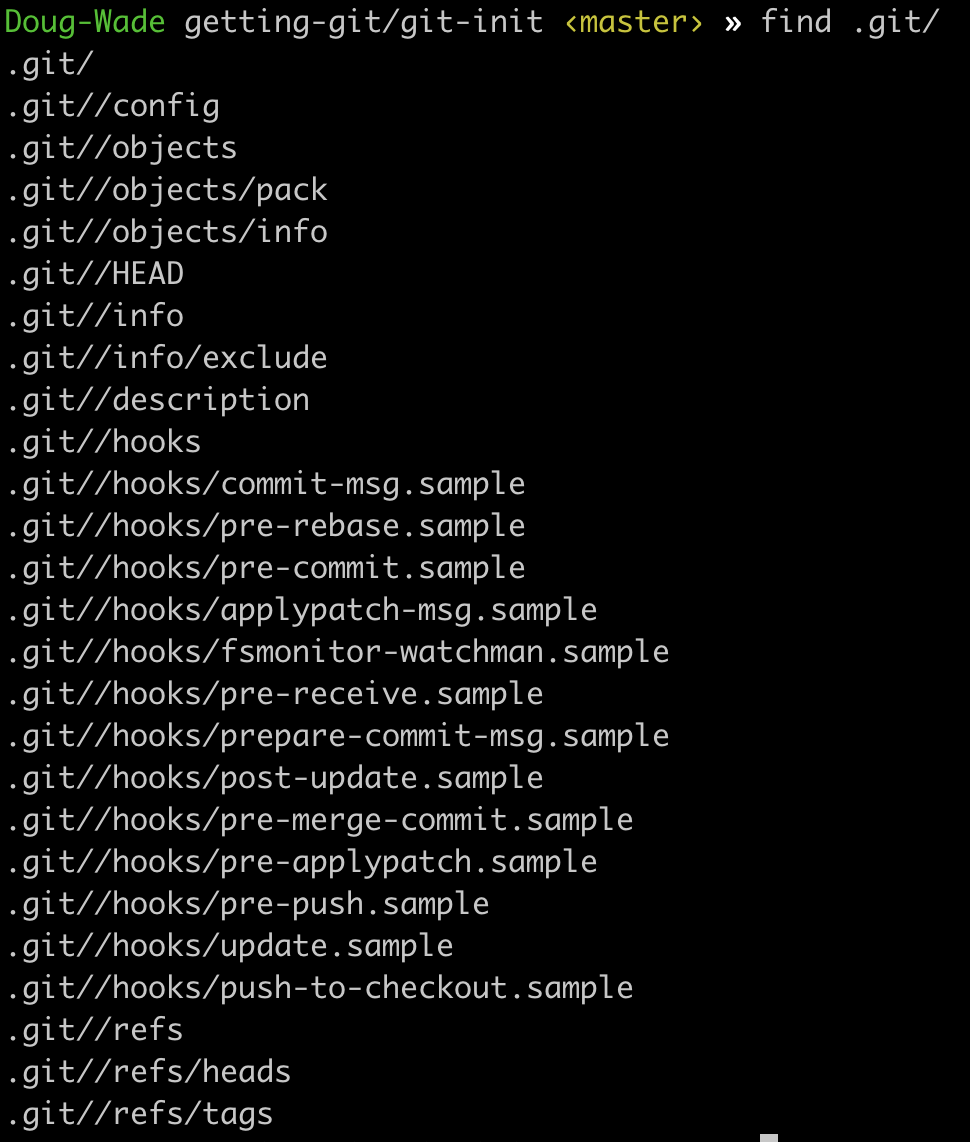 Doug-Wade getting-git/git-init ‹master› » find .git/
.git/
.git//config
.git//objects
.git//objects/pack
.git//objects/info
.git//HEAD
.git//info
.git//info/exclude
.git//description
.git//hooks
.git//hooks/commit-msg.sample
.git//hooks/pre-rebase.sample
.git//hooks/pre-commit.sample
.git//hooks/applypatch-msg.sample
.git//hooks/fsmonitor-watchman.sample
.git//hooks/pre-receive.sample
.git//hooks/prepare-commit-msg.sample
.git//hooks/post-update.sample
.git//hooks/pre-merge-commit.sample
.git//hooks/pre-applypatch.sample
.git//hooks/pre-push.sample
.git//hooks/update.sample
.git//hooks/push-to-checkout.sample
.git//refs
.git//refs/heads
.git//refs/tags